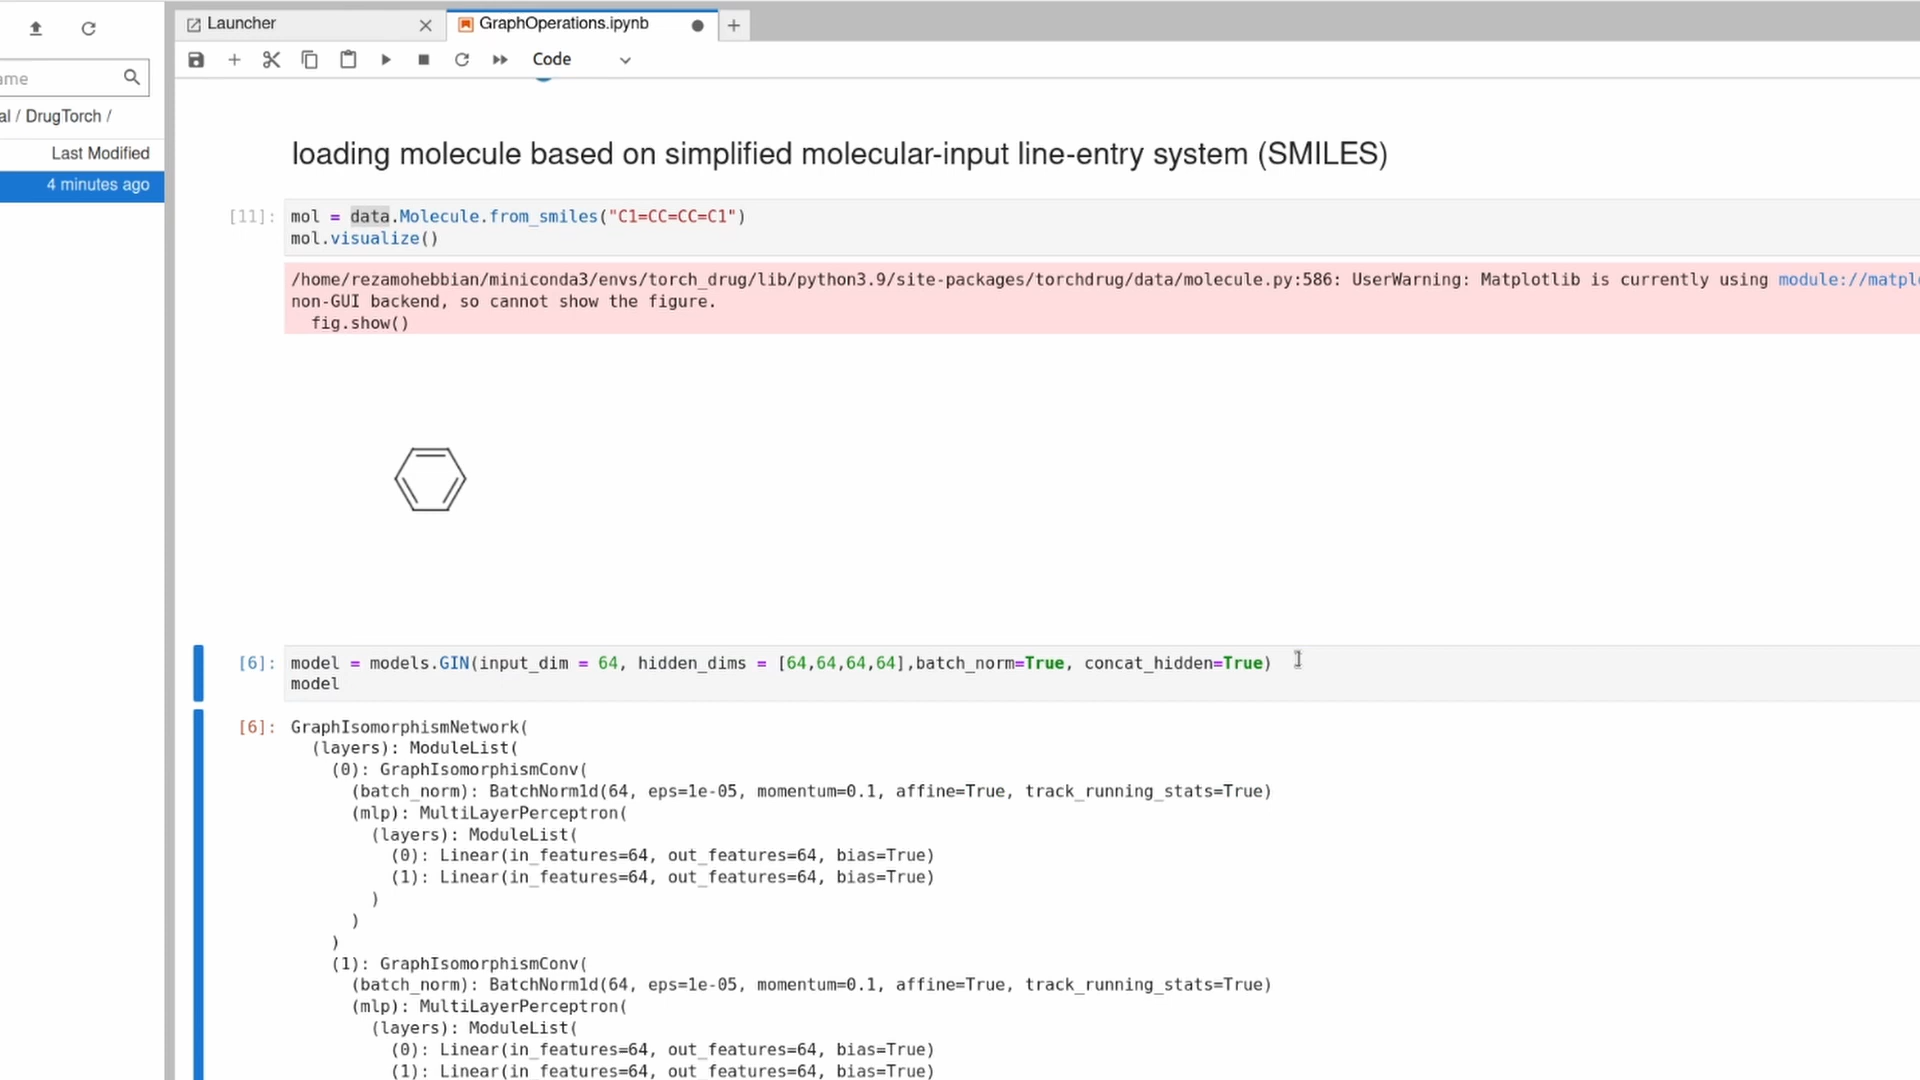 Launcher
GraphOperations.ipynb
Code
ame
al / DrugTorch /
Last Modified
4 minutes ago
loading molecule based on simplified molecular-input line-entry system (SMILES)
[11]: mol = data.Molecule.from_smiles("C1=CC=CC=C1")
mol.visualize()
/home/rezamohebbian/miniconda3/envs/torch_drug/lib/python3.9/site-packages/torchdrug/data/molecule.py:586: UserWarning: Matplotlib is currently using module://matpl
non-GUI backend, so cannot show the figure.
fig.show()
[6]: model = models.GIN(input_dim = 64, hidden_dims = [64,64,64,64],batch_norm=True, concat_hidden=True)
model
[6]: GraphIsomorphismNetwork(
(layers): ModuleList(
(0): GraphIsomorphismConv(
(batch_norm): BatchNorm1d(64, eps=1e-05, momentum=0.1, affine=True, track_running_stats=True)
(mlp): MultiLayerPerceptron(
(layers): ModuleList(
(0): Linear(in_features=64, out_features=64, bias=True)
(1): Linear(in_features=64, out_features=64, bias=True)
)
)
)
(1): GraphIsomorphismConv(
(batch_norm): BatchNorm1d(64, eps=1e-05, momentum=0.1, affine=True, track_running_stats=True)
(mlp): MultiLayerPerceptron(
(layers): ModuleList(
(0): Linear(in_features=64, out_features=64, bias=True)
(1): Linear(in_features=64, out_features=64, bias=True)